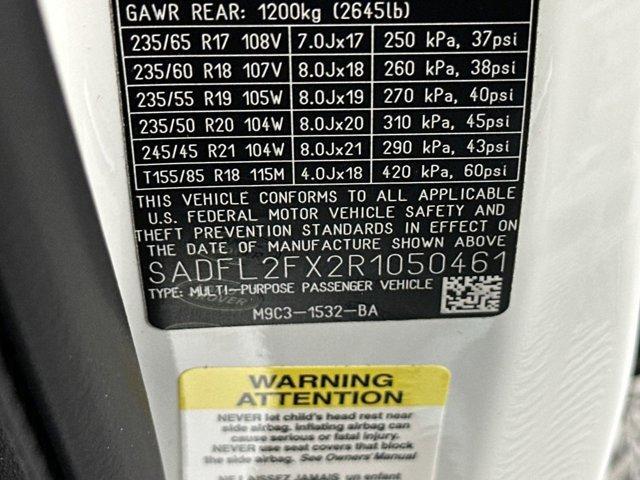 GAWR REAR: 1200kg (2645lb)
235/65 R17 108V 7.0Jx17 250 kPa, 37psi
235/60 R18 107V 8.0Jx18 260 kPa, 38psi
235/55 R19 105W 8.0Jx19 270 kPa, 40psi
235/50 R20 104W 8.0Jx20 310 kPa, 45psi
245/45 R21 104W 8.0Jx21 290 kPa, 43psi
T155/85 R18 115M 4.0Jx18 420 kPa, 60psi
THIS VEHICLE CONFORMS TO ALL APPLICABLE
U.S. FEDERAL MOTOR VEHICLE SAFETY AND
THEFT PREVENTION STANDARDS IN EFFECT ON
THE DATE OF MANUFACTURE SHOWN ABOVE
SADFL2FX2R1050461
TYPE: MULTI-PURPOSE PASSENGER VEHICLE
M9C3-1532-BA
WARNING
ATTENTION
NEVER let child's head rest near
side airbag. Inflating airbag can
cause serious or fatal injury.
NEVER use seat covers that block
the side airbag. See Owners Manual
NE LAISSEZ JAMAIS un enfant